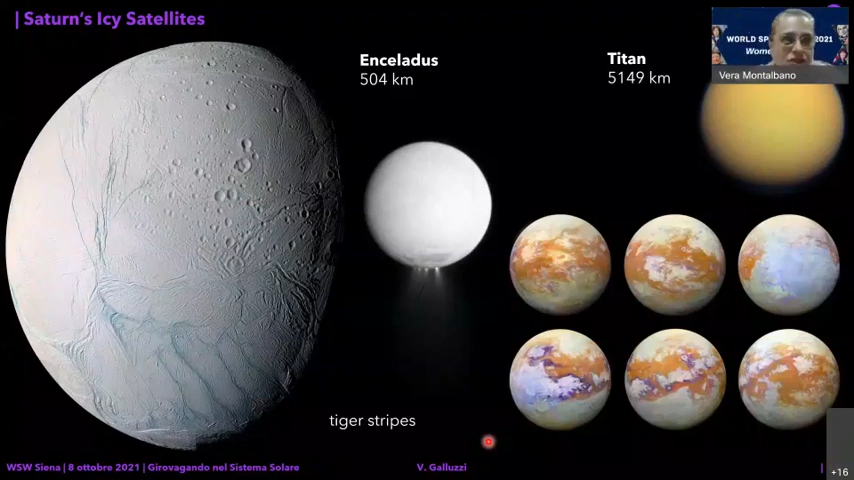 | Saturn's Icy Satellites
Enceladus
504 km
Titan
5149 km
WORLD SP
2021
Wome
Vera Montalbano
tiger stripes
WSW Siena | 8 ottobre 2021 | Girovagando nel Sistema Solare
V. Galluzzi
|
+16